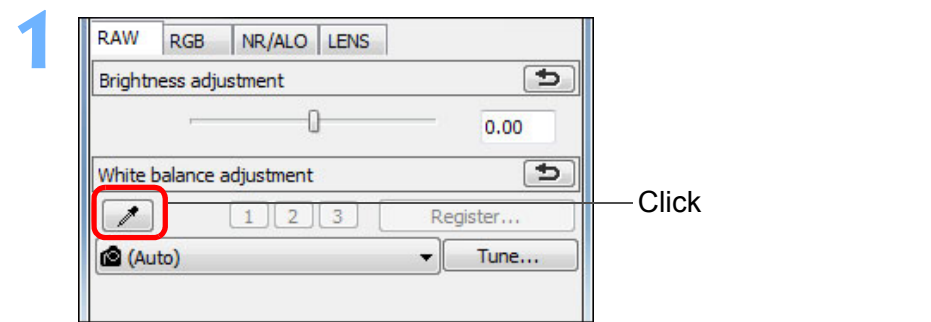 1
RAW RGB NR/ALO LENS
Brightness adjustment
0.00
White balance adjustment
1 2 3 Register... Click
(Auto) Tune...